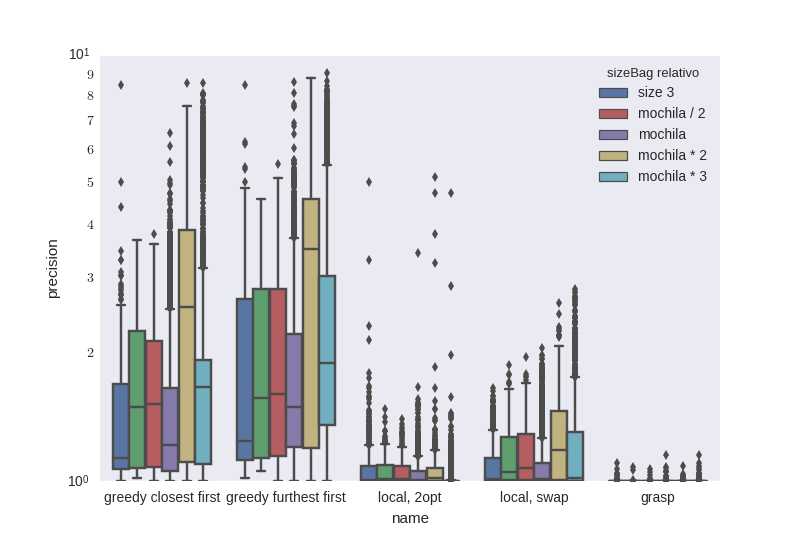 10¹
9
8
7
6
5
4
3
2
10⁰
precision
sizeBag relativo
size 3
mochila / 2
mochila
mochila * 2
mochila * 3
greedy closest first greedy furthest first local, 2opt local, swap grasp
name